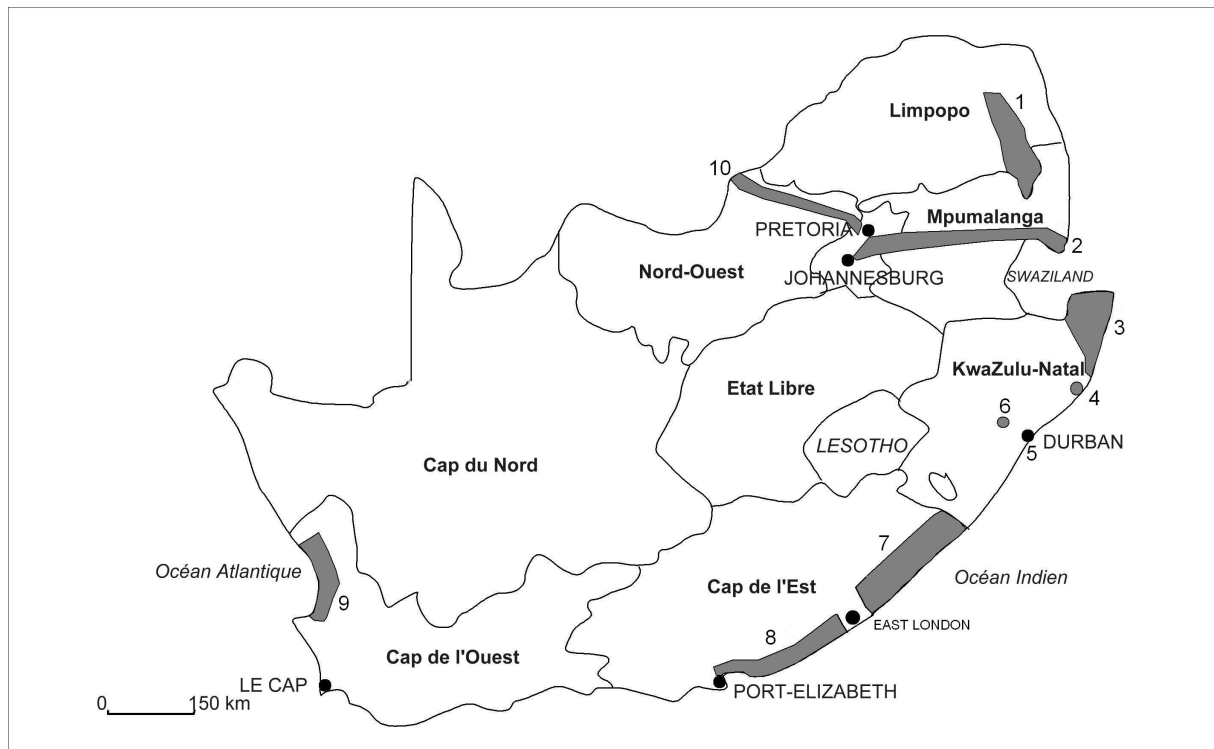 Limpopo
1
10
PRETORIA
Mpumalanga
2
Nord-Ouest
JOHANNESBURG
SWAZILAND
3
KwaZulu-Natal
4
Etat Libre
6
LESOTHO
DURBAN
5
Cap du Nord
7
Océan Atlantique
Océan Indien
Cap de l'Est
9
EAST LONDON
8
Cap de l'Ouest
LE CAP
PORT-ELIZABETH
0 150 km